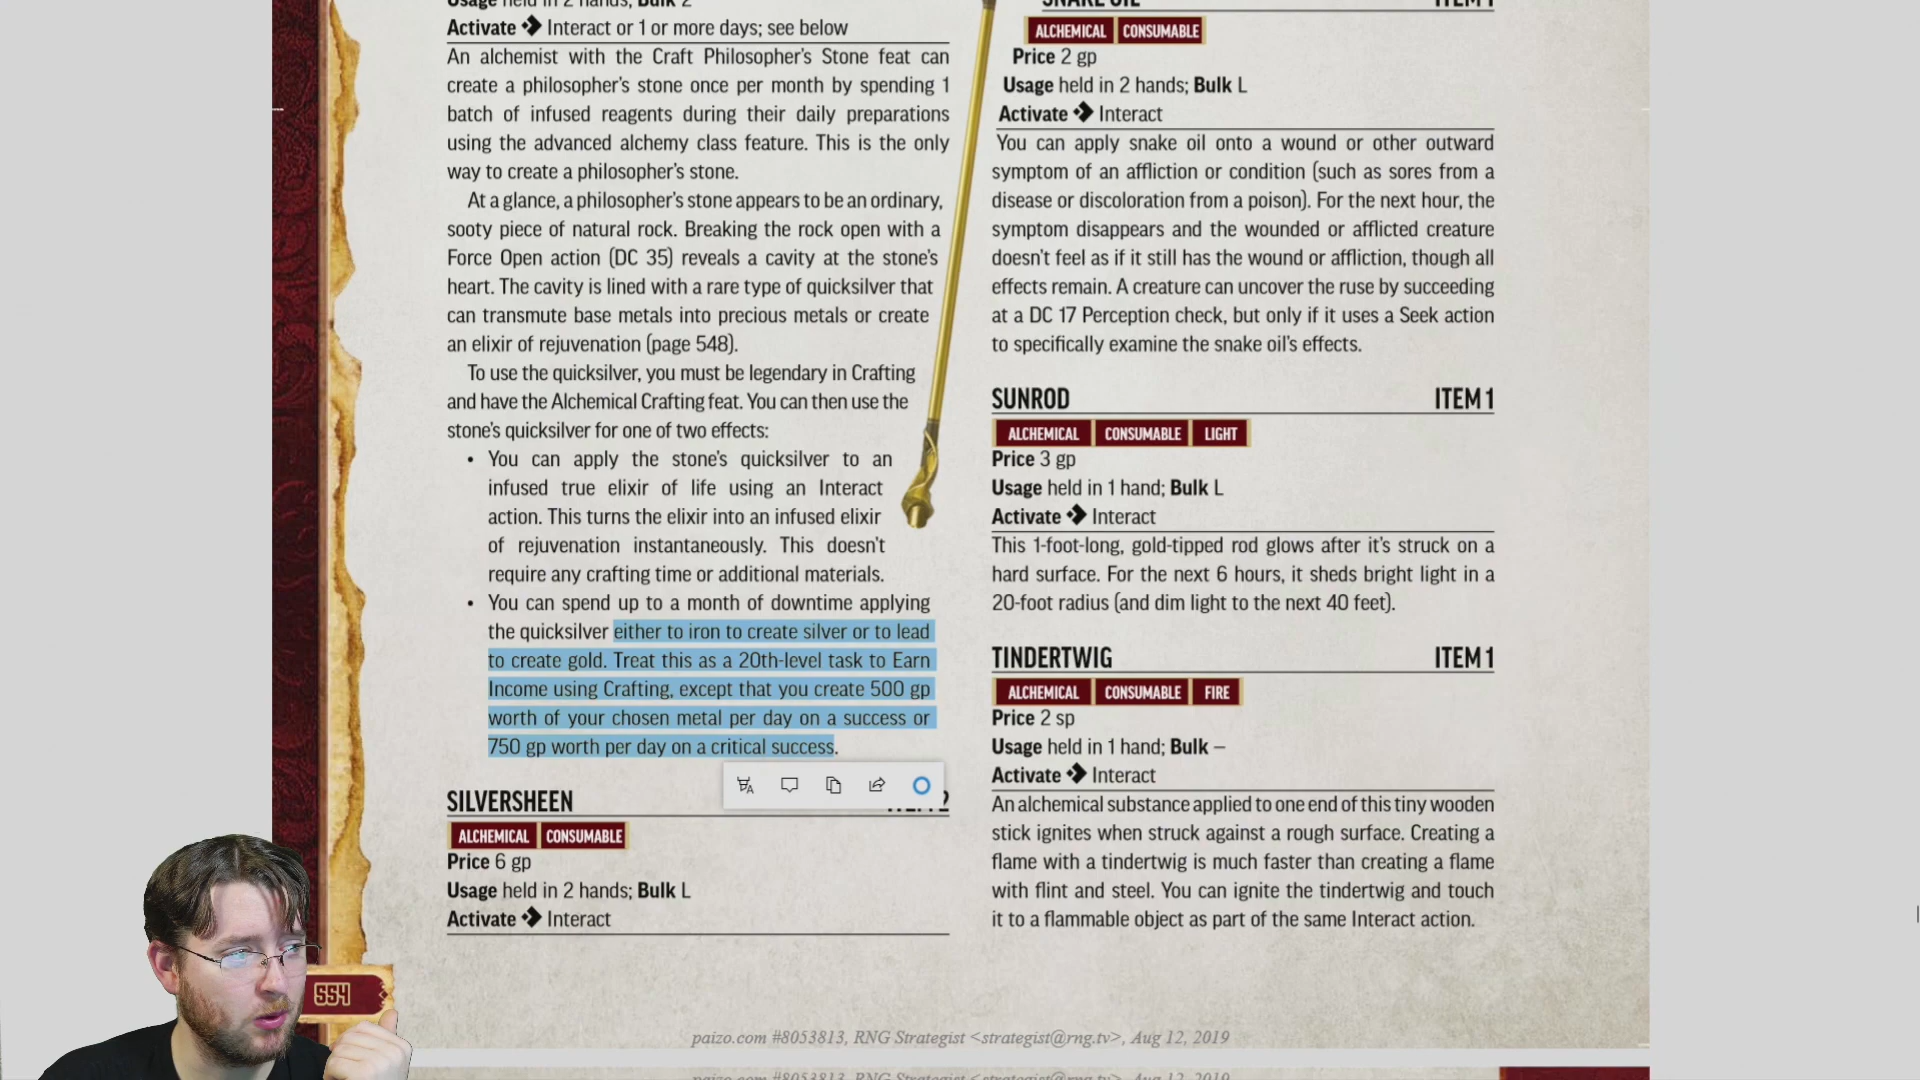 Usage held in 2 hands; Bulk 2
Activate Interact or 1 or more days; see below
An alchemist with the Craft Philosopher's Stone feat can
create a philosopher's stone once per month by spending 1
batch of infused reagents during their daily preparations
using the advanced alchemy class feature. This is the only
way to create a philosopher's stone.
At a glance, a philosopher's stone appears to be an ordinary,
sooty piece of natural rock. Breaking the rock open with a
Force Open action (DC 35) reveals a cavity at the stone's
heart. The cavity is lined with a rare type of quicksilver that
can transmute base metals into precious metals or create
an elixir of rejuvenation (page 548).
To use the quicksilver, you must be legendary in Crafting
and have the Alchemical Crafting feat. You can then use the
stone's quicksilver for one of two effects:
• You can apply the stone's quicksilver to an
infused true elixir of life using an Interact
action. This turns the elixir into an infused elixir
of rejuvenation instantaneously. This doesn't
require any crafting time or additional materials.
• You can spend up to a month of downtime applying
the quicksilver either to iron to create silver or to lead
to create gold. Treat this as a 20th-level task to Earn
Income using Crafting, except that you create 500 gp
worth of your chosen metal per day on a success or
750 gp worth per day on a critical success.
SILVERSHEEN
ALCHEMICAL CONSUMABLE
Price 6 gp
Usage held in 2 hands; Bulk L
Activate Interact
SNAKE OIL ITEM 1
ALCHEMICAL CONSUMABLE
Price 2 gp
Usage held in 2 hands; Bulk L
Activate Interact
You can apply snake oil onto a wound or other outward
symptom of an affliction or condition (such as sores from a
disease or discoloration from a poison). For the next hour, the
symptom disappears and the wounded or afflicted creature
doesn't feel as if it still has the wound or affliction, though all
effects remain. A creature can uncover the ruse by succeeding
at a DC 17 Perception check, but only if it uses a Seek action
to specifically examine the snake oil's effects.
SUNROD ITEM 1
ALCHEMICAL CONSUMABLE LIGHT
Price 3 gp
Usage held in 1 hand; Bulk L
Activate Interact
This 1-foot-long, gold-tipped rod glows after it's struck on a
hard surface. For the next 6 hours, it sheds bright light in a
20-foot radius (and dim light to the next 40 feet).
TINDERTWIG ITEM 1
ALCHEMICAL CONSUMABLE FIRE
Price 2 sp
Usage held in 1 hand; Bulk –
Activate Interact
An alchemical substance applied to one end of this tiny wooden
stick ignites when struck against a rough surface. Creating a
flame with a tindertwig is much faster than creating a flame
with flint and steel. You can ignite the tindertwig and touch
it to a flammable object as part of the same Interact action.
554
paizo.com #8053813, RNG Strategist <strategist@rng.tv>, Aug 12, 2019
paizo.com #8053813, RNG Strategist <strategist@rng.tv>, Aug 12, 2019